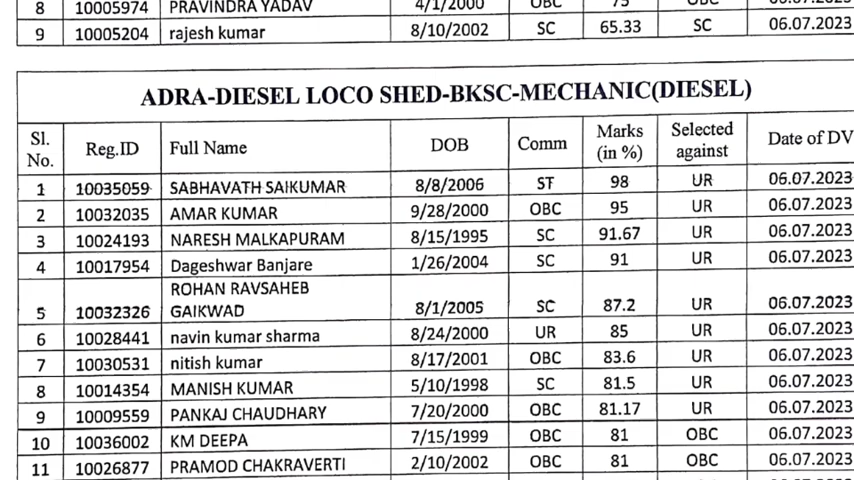 8 10005974 PRAVINDRA YADAV 4/1/2000 OBC 75 OBC 06.07.2023
9 10005204 rajesh kumar 8/10/2002 SC 65.33 SC 06.07.2023
ADRA-DIESEL LOCO SHED-BKSC-MECHANIC(DIESEL)
Sl. No. Reg.ID Full Name DOB Comm Marks (in %) Selected against Date of DV
1 10035059 SABHAVATH SAIKUMAR 8/8/2006 ST 98 UR 06.07.2023
2 10032035 AMAR KUMAR 9/28/2000 OBC 95 UR 06.07.2023
3 10024193 NARESH MALKAPURAM 8/15/1995 SC 91.67 UR 06.07.2023
4 10017954 Dageshwar Banjare 1/26/2004 SC 91 UR 06.07.2023
5 10032326 ROHAN RAVSAHEB GAIKWAD 8/1/2005 SC 87.2 UR 06.07.2023
6 10028441 navin kumar sharma 8/24/2000 UR 85 UR 06.07.2023
7 10030531 nitish kumar 8/17/2001 OBC 83.6 UR 06.07.2023
8 10014354 MANISH KUMAR 5/10/1998 SC 81.5 UR 06.07.2023
9 10009559 PANKAJ CHAUDHARY 7/20/2000 OBC 81.17 UR 06.07.2023
10 10036002 KM DEEPA 7/15/1999 OBC 81 OBC 06.07.2023
11 10026877 PRAMOD CHAKRAVERTI 2/10/2002 OBC 81 OBC 06.07.2023